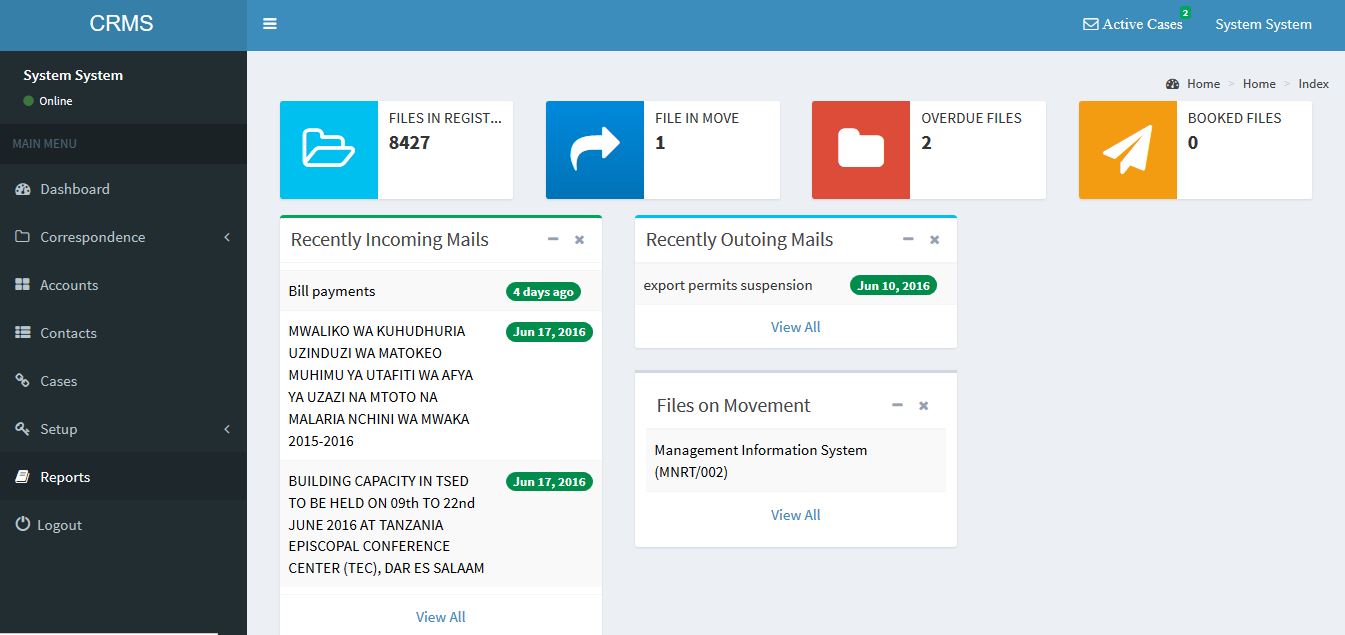 CRMS
2
Active Cases
System System
System System
Online
Home > Home > Index
MAIN MENU
Dashboard
Correspondence
Accounts
Contacts
Cases
Setup
Reports
Logout
FILES IN REGIST...
8427
FILE IN MOVE
1
OVERDUE FILES
2
BOOKED FILES
0
Recently Incoming Mails
Bill payments
4 days ago
MWALIKO WA KUHUDHURIA
Jun 17, 2016
UZINDUZI WA MATOKEO
MUHIMU YA UTAFITI WA AFYA
YA UZAZI NA MTOTO NA
MALARIA NCHINI WA MWAKA
2015-2016
BUILDING CAPACITY IN TSED
Jun 17, 2016
TO BE HELD ON 09th TO 22nd
JUNE 2016 AT TANZANIA
EPISCOPAL CONFERENCE
CENTER (TEC), DAR ES SALAAM
View All
Recently Outoing Mails
export permits suspension
Jun 10, 2016
View All
Files on Movement
Management Information System
(MNRT/002)
View All